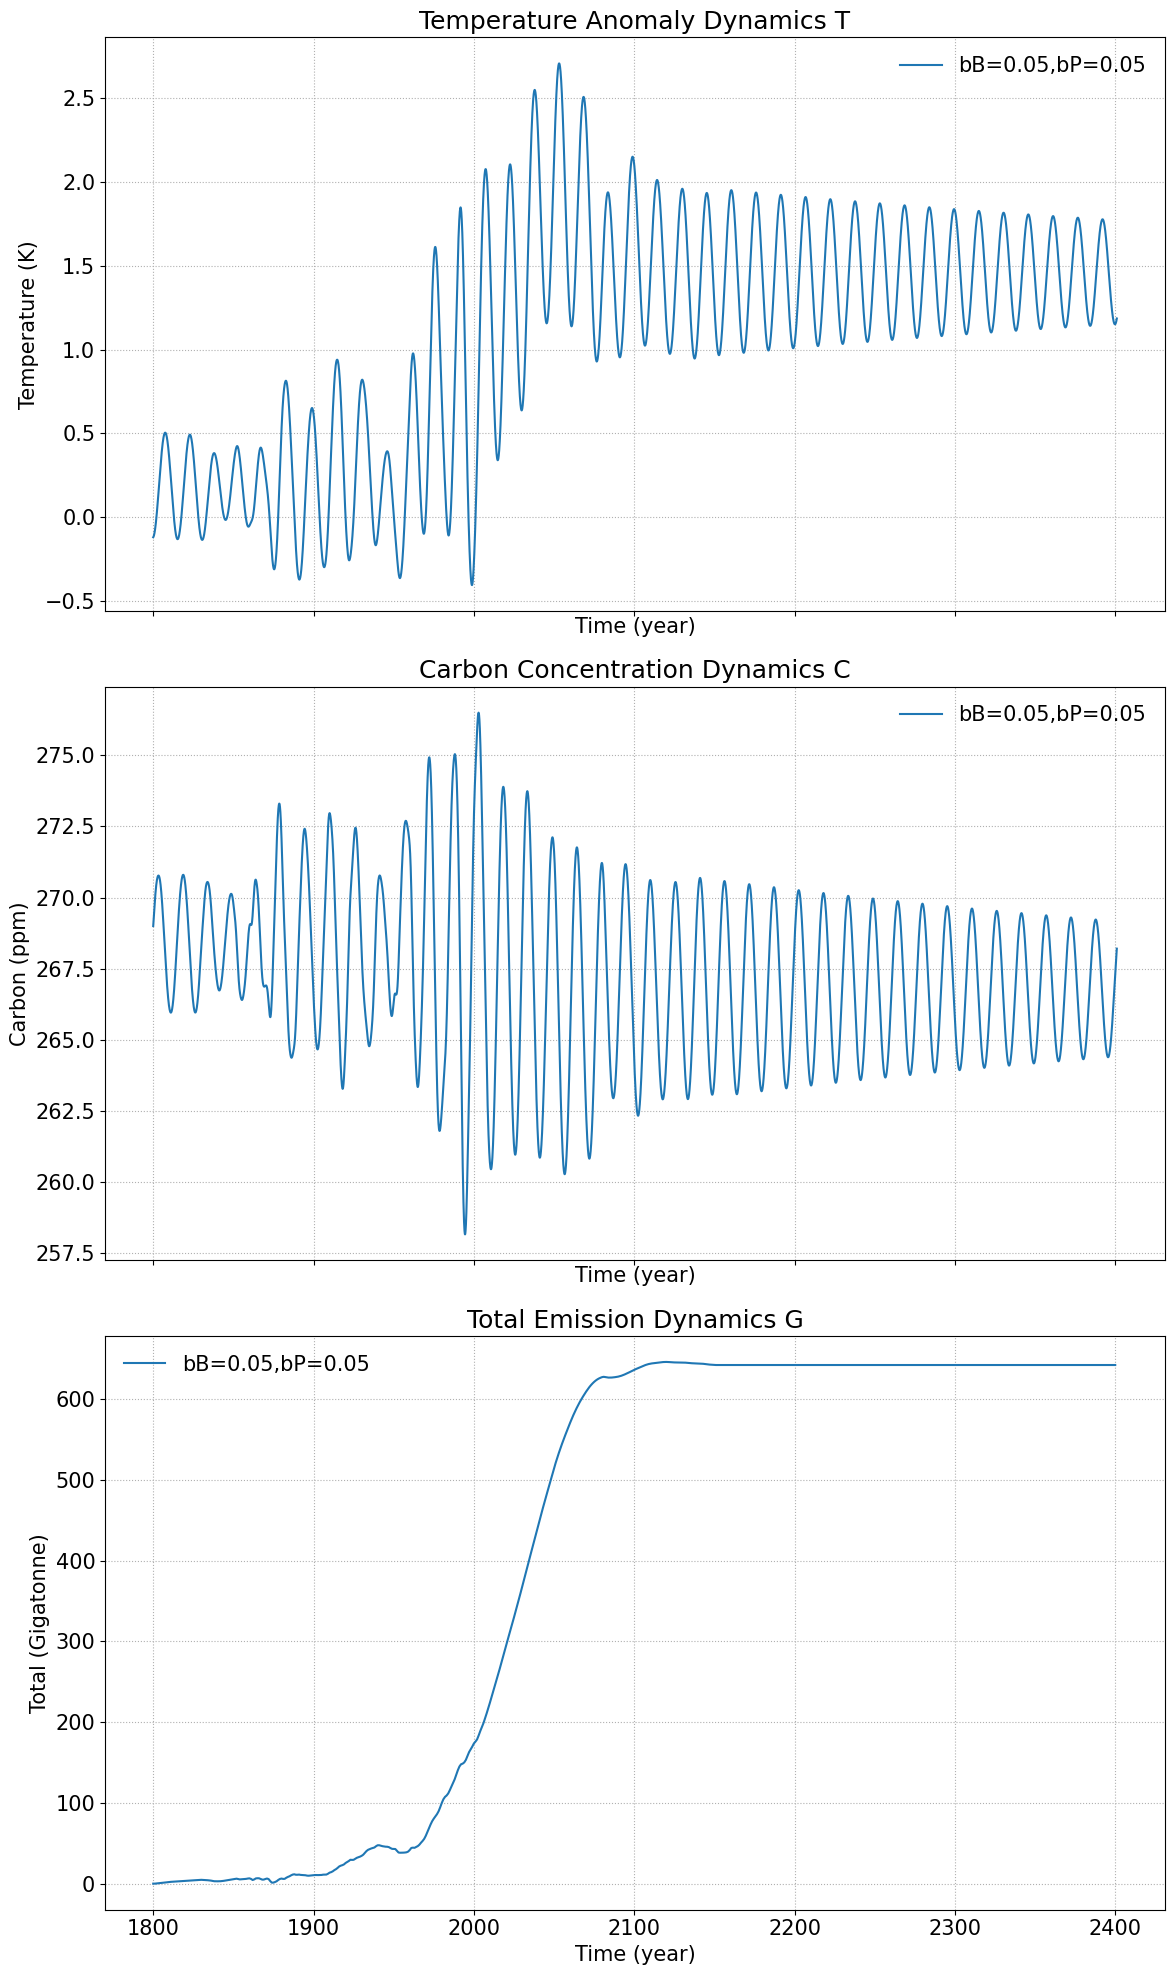 Temperature Anomaly Dynamics T
bB=0.05,bP=0.05
2.5
2.0
1.5
1.0
0.5
0.0
−0.5
Temperature (K)
Time (year)
Carbon Concentration Dynamics C
bB=0.05,bP=0.05
275.0
272.5
270.0
267.5
265.0
262.5
260.0
257.5
Carbon (ppm)
Time (year)
Total Emission Dynamics G
bB=0.05,bP=0.05
600
500
400
300
200
100
0
Total (Gigatonne)
1800 1900 2000 2100 2200 2300 2400
Time (year)